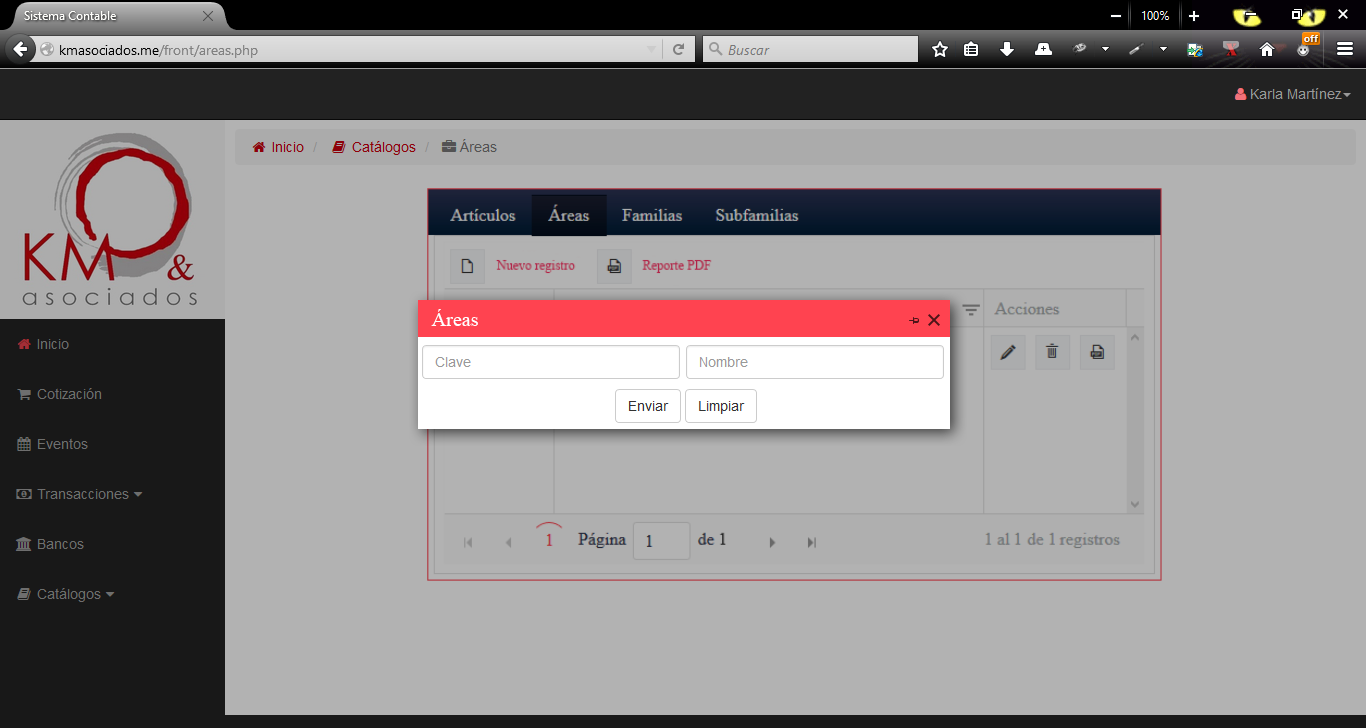 Sistema Contable
100%
kmasociados.me/front/areas.php
Buscar
off
Karla Martínez
KM &
asociados
Inicio / Catálogos / Áreas
Artículos Áreas Familias Subfamilias
Nuevo registro Reporte PDF
Acciones
Áreas
Clave Nombre
Enviar Limpiar
1 Página 1 de 1 1 al 1 de 1 registros
Inicio
Cotización
Eventos
Transacciones
Bancos
Catálogos